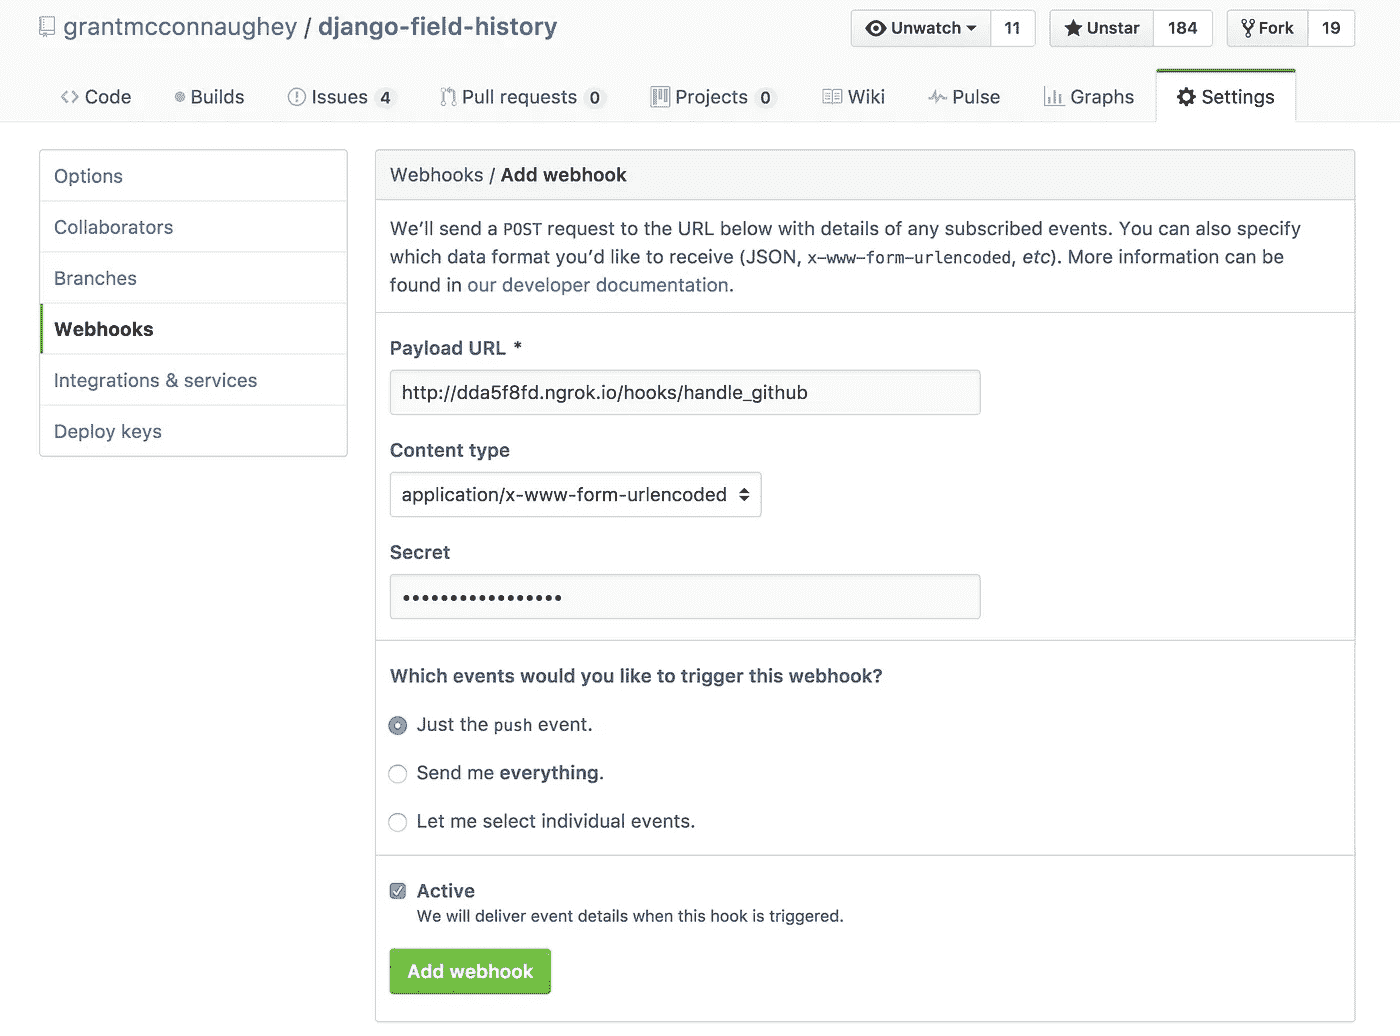 grantmcconnaughey / django-field-history
Unwatch 11 Unstar 184 Fork 19
Code Builds Issues 4 Pull requests 0 Projects 0 Wiki Pulse Graphs Settings
Options
Collaborators
Branches
Webhooks
Integrations & services
Deploy keys
Webhooks / Add webhook
We’ll send a POST request to the URL below with details of any subscribed events. You can also specify
which data format you’d like to receive (JSON, x-www-form-urlencoded, etc). More information can be
found in our developer documentation.
Payload URL *
http://dda5f8fd.ngrok.io/hooks/handle_github
Content type
application/x-www-form-urlencoded
Secret
•••••••••••••••••
Which events would you like to trigger this webhook?
Just the push event.
Send me everything.
Let me select individual events.
Active
We will deliver event details when this hook is triggered.
Add webhook